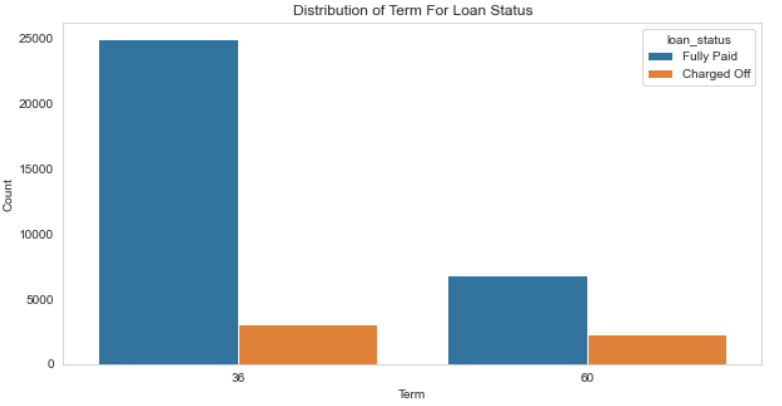 Distribution of Term For Loan Status
loan_status
Fully Paid
Charged Off
25000
20000
15000
10000
5000
0
Count
36
60
Term